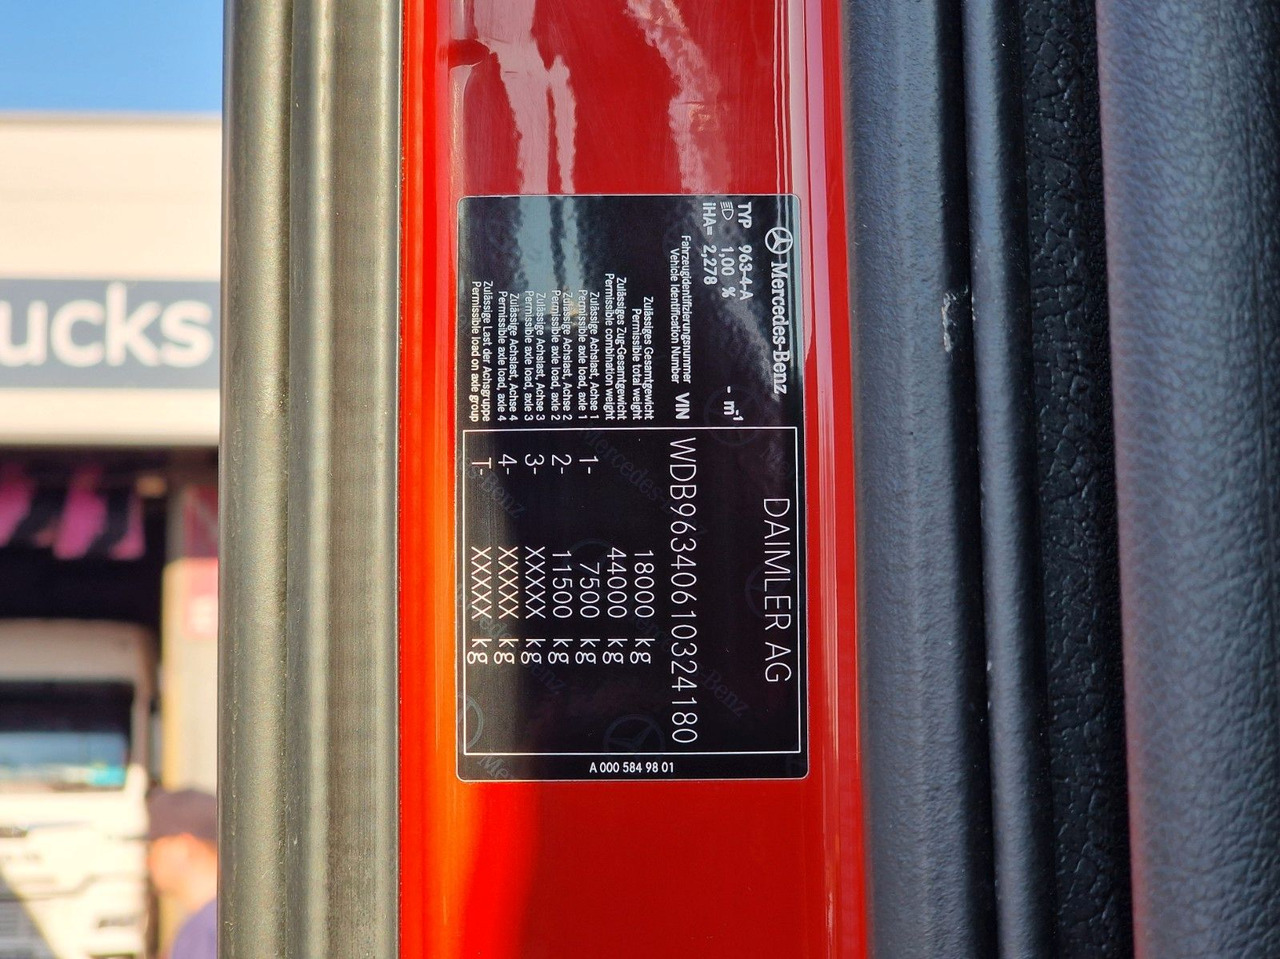 ucks
Mercedes-Benz
DAIMLER AG
TYP 963-4-A
1,00 % - m⁻¹
iHA= 2,278
Fahrzeugidentifizierungsnummer
Vehicle Identification Number VIN WDB96340610324180
Zulässiges Gesamtgewicht
Permissible total weight 18000 kg
Zulässiges Zug-Gesamtgewicht
Permissible combination weight 44000 kg
Zulässige Achslast, Achse 1
Permissible axle load, axle 1 1- 7500 kg
Zulässige Achslast, Achse 2
Permissible axle load, axle 2 2- 11500 kg
Zulässige Achslast, Achse 3
Permissible axle load, axle 3 3- XXXXX kg
Zulässige Achslast, Achse 4
Permissible axle load, axle 4 4- XXXXX kg
Zulässige Last der Achsgruppe
Permissible load on axle group T- XXXXX kg
A 000 584 98 01